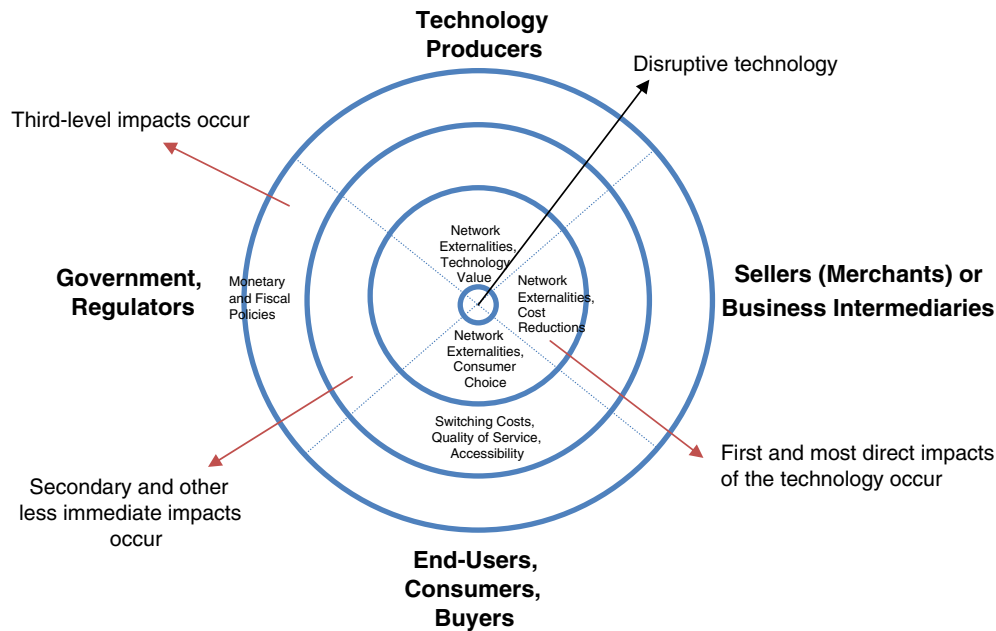 Technology
Producers
Disruptive technology
Third-level impacts occur
Network
Externalities,
Technology
Value
Government,
Regulators
Monetary
and Fiscal
Policies
Network
Externalities,
Cost
Reductions
Sellers (Merchants) or
Business Intermediaries
Network
Externalities,
Consumer
Choice
Switching Costs,
Quality of Service,
Accessibility
First and most direct impacts
of the technology occur
Secondary and other
less immediate impacts
occur
End-Users,
Consumers,
Buyers